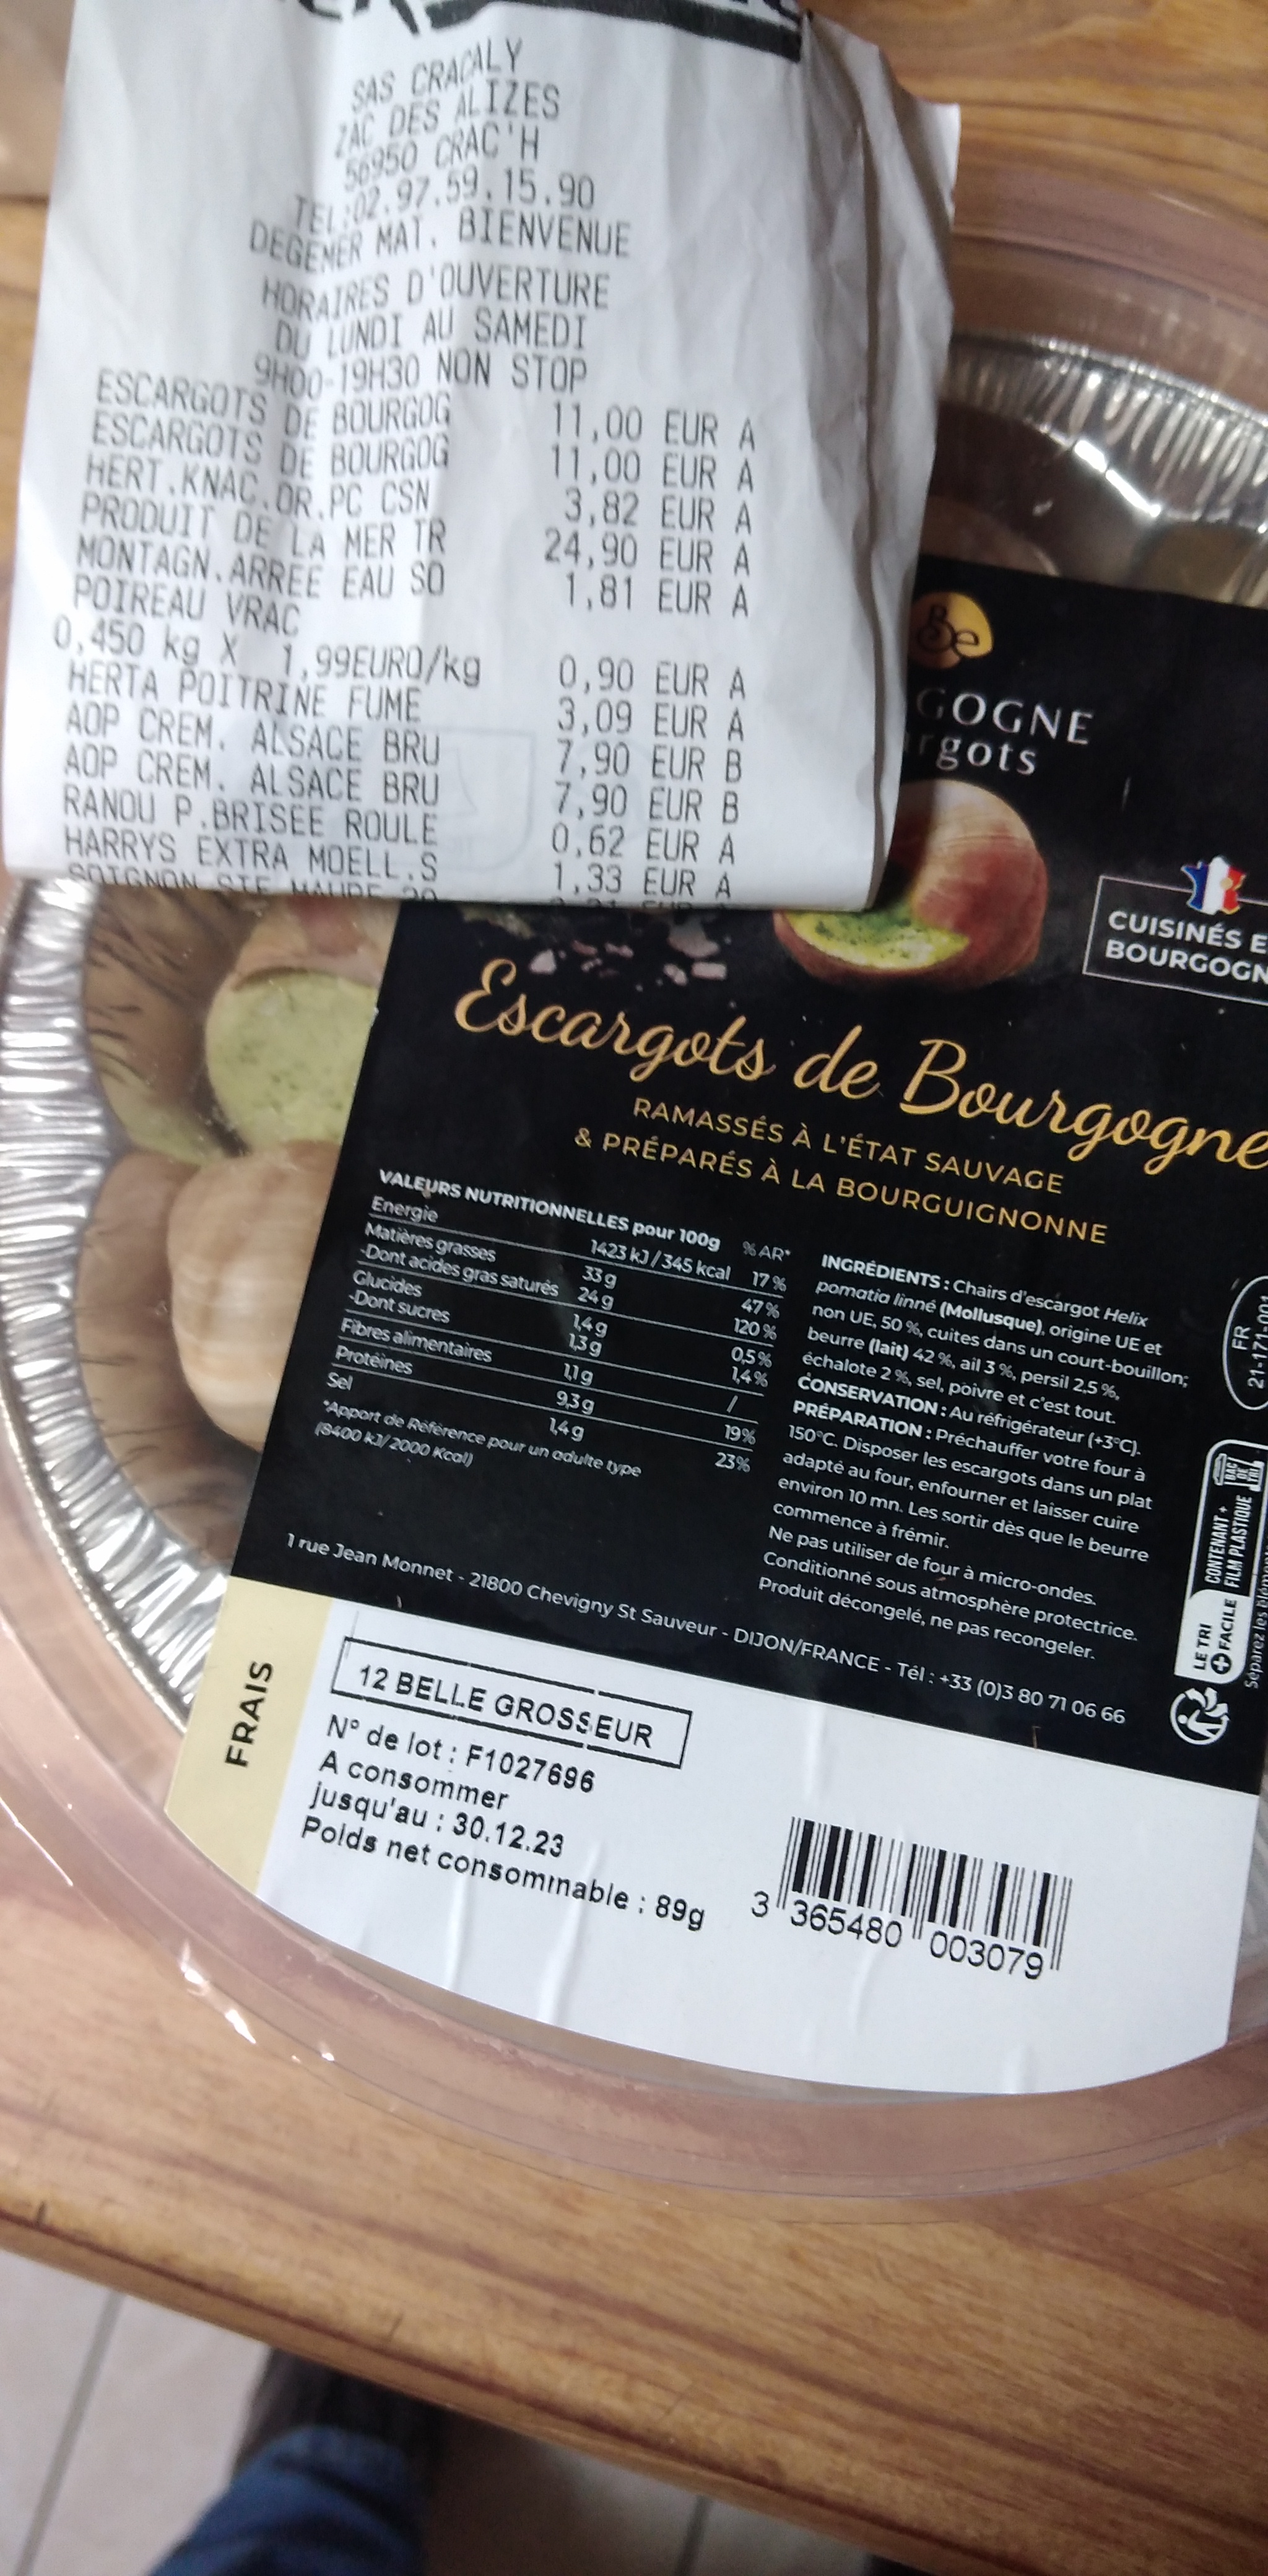 SAS CRACALY
ZAC DES ALIZES
56950 CRAC'H
TEL:02.97.59.15.90
DEGEMER MAT. BIENVENUE
HORAIRES D'OUVERTURE
DU LUNDI AU SAMEDI
9H00-19H30 NON STOP
ESCARGOTS DE BOURGOG 11,00 EUR A
ESCARGOTS DE BOURGOG 11,00 EUR A
HERT.KNAC.OR.PC CSN 3,82 EUR A
PRODUIT DE LA MER TR 24,90 EUR A
MONTAGN.ARREE EAU SO 1,81 EUR A
POIREAU VRAC
0,450 kg X 1,99EURO/kg 0,90 EUR A
HERTA POITRINE FUME 3,09 EUR A
AOP CREM. ALSACE BRU 7,90 EUR B
AOP CREM. ALSACE BRU 7,90 EUR B
RANOU P.BRISEE ROULE 0,62 EUR A
HARRYS EXTRA MOELL.S 1,33 EUR A
SOIGNON STE MAURE
Be
GOGNE
rgots
CUISINÉS E
BOURGOGN
Escargots de Bourgogne
RAMASSÉS À L'ÉTAT SAUVAGE
& PRÉPARÉS À LA BOURGUIGNONNE
VALEURS NUTRITIONNELLES pour 100g % AR*
Energie 1423 kJ / 345 kcal 17 %
Matières grasses 33 g 47 %
-Dont acides gras saturés 24 g 120 %
Glucides 1,4 g 0,5 %
-Dont sucres 1,3 g 1,4 %
Fibres alimentaires 1,1 g /
Protéines 9,3 g 19%
Sel 1,4 g 23%
*Apport de Référence pour un adulte type
(8400 kJ/ 2000 Kcal)
INGRÉDIENTS : Chairs d'escargot Helix
pomatia linné (Mollusque), origine UE et
non UE, 50 %, cuites dans un court-bouillon;
beurre (lait) 42 %, ail 3 %, persil 2,5 %,
échalote 2 %, sel, poivre et c'est tout.
CONSERVATION : Au réfrigérateur (+3°C).
PRÉPARATION : Préchauffer votre four à
150°C. Disposer les escargots dans un plat
adapté au four, enfourner et laisser cuire
environ 10 mn. Les sortir dès que le beurre
commence à frémir.
Ne pas utiliser de four à micro-ondes.
Conditionné sous atmosphère protectrice.
Produit décongelé, ne pas recongeler.
FR
21-171-001
LE TRI
+ FACILE
CONTENANT +
FILM PLASTIQUE
BAC
DE
TRI
Séparez les éléments
1 rue Jean Monnet - 21800 Chevigny St Sauveur - DIJON/FRANCE - Tél : +33 (0)3 80 71 06 66
FRAIS
12 BELLE GROSSEUR
N° de lot : F1027696
A consommer
jusqu'au : 30.12.23
Poids net consommable : 89g
3 365480 003079